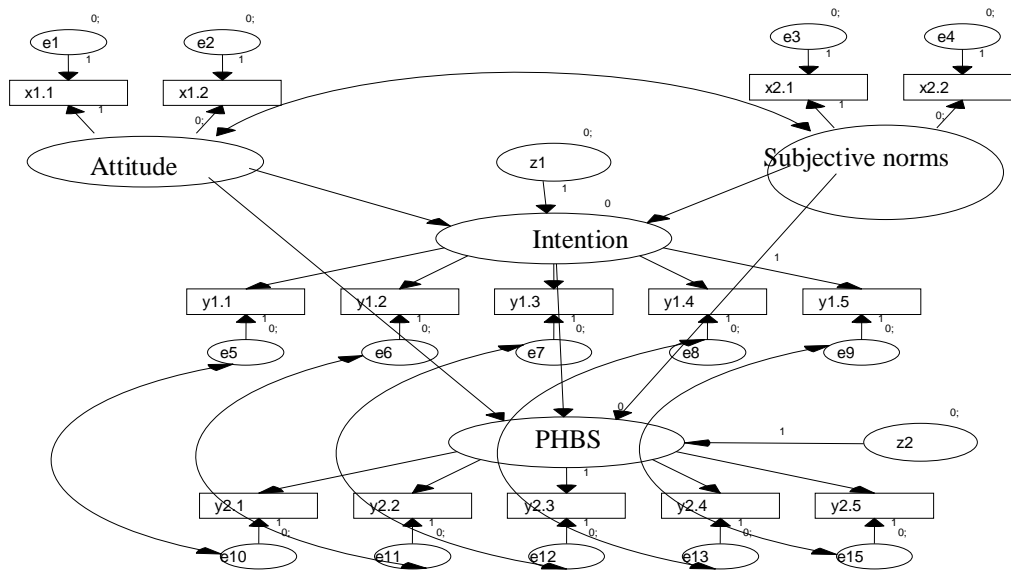 0; 0; 0; 0;
e1 e2 e3 e4
1 1 1 1
x1.1 x1.2 x2.1 x2.2
1 0; 1 0;
Attitude Subjective norms
0;
z1
1
0
Intention
1
y1.1 y1.2 y1.3 y1.4 y1.5
1 0; 1 0; 1 0; 1 0; 1 0;
e5 e6 e7 e8 e9
0 0;
PHBS 1 z2
1
y2.1 y2.2 y2.3 y2.4 y2.5
1 0; 1 0; 1 0; 1 0; 1 0;
e10 e11 e12 e13 e15